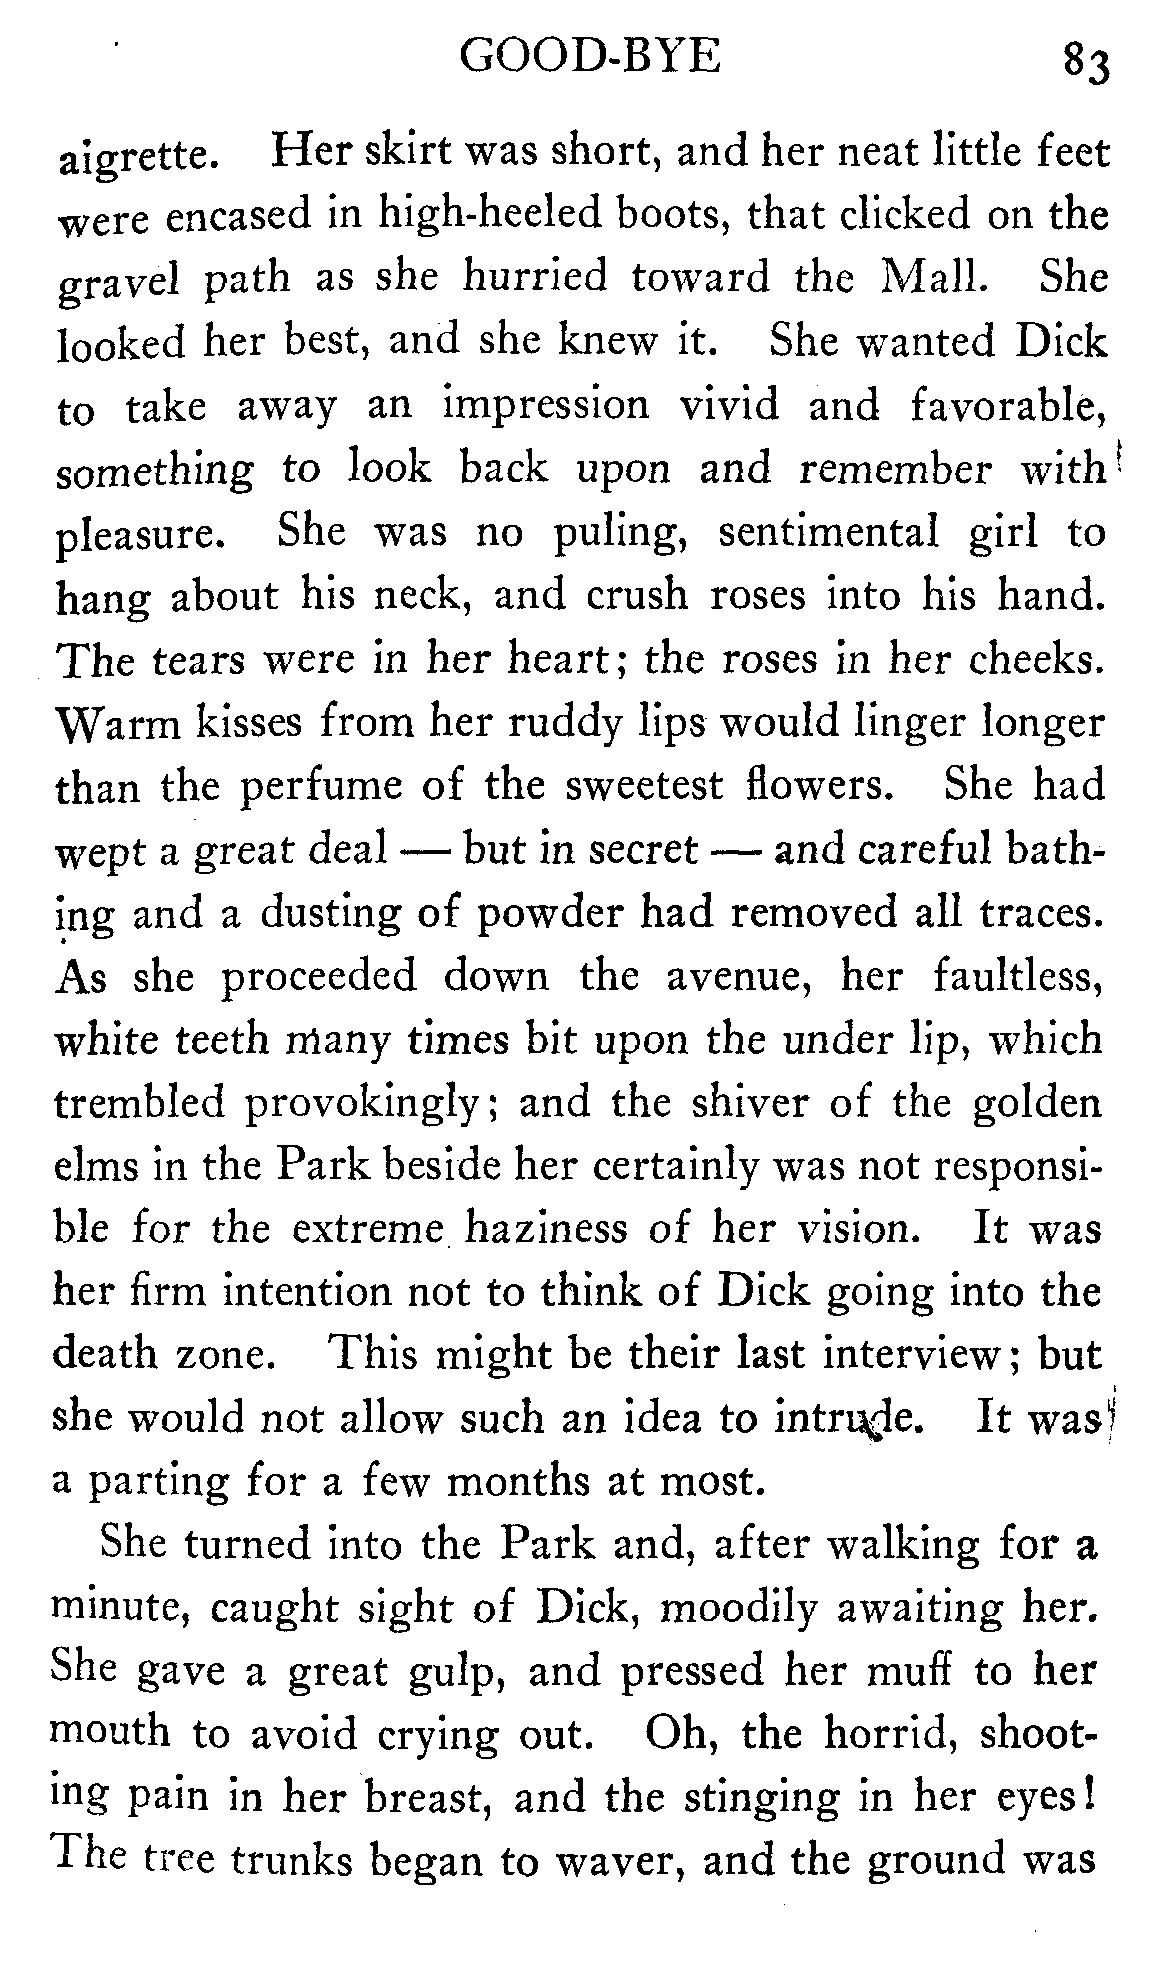 GOOD-BYE 83
aigrette. Her skirt was short, and her neat little feet
were encased in high-heeled boots, that clicked on the
gravel path as she hurried toward the Mall. She
looked her best, and she knew it. She wanted Dick
to take away an impression vivid and favorable,
something to look back upon and remember with
pleasure. She was no puling, sentimental girl to
hang about his neck, and crush roses into his hand.
The tears were in her heart; the roses in her cheeks.
Warm kisses from her ruddy lips would linger longer
than the perfume of the sweetest flowers. She had
wept a great deal — but in secret — and careful bath-
ing and a dusting of powder had removed all traces.
As she proceeded down the avenue, her faultless,
white teeth many times bit upon the under lip, which
trembled provokingly; and the shiver of the golden
elms in the Park beside her certainly was not responsi-
ble for the extreme haziness of her vision. It was
her firm intention not to think of Dick going into the
death zone. This might be their last interview; but
she would not allow such an idea to intrude. It was
a parting for a few months at most.
She turned into the Park and, after walking for a
minute, caught sight of Dick, moodily awaiting her.
She gave a great gulp, and pressed her muff to her
mouth to avoid crying out. Oh, the horrid, shoot-
ing pain in her breast, and the stinging in her eyes!
The tree trunks began to waver, and the ground was